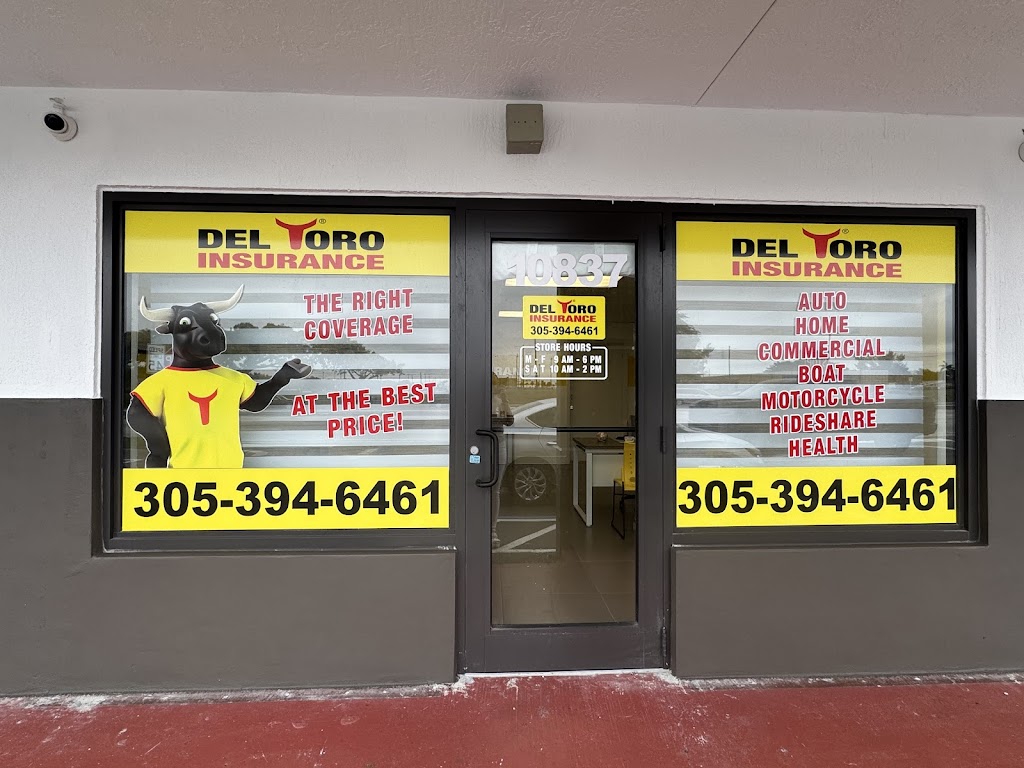 DEL TORO®
INSURANCE
THE RIGHT
COVERAGE
AT THE BEST
PRICE!
305-394-6461
10837
DEL TORO
INSURANCE
305-394-6461
STORE HOURS
M - F 9 AM - 6 PM
SAT 10 AM - 2 PM
DEL TORO®
INSURANCE
AUTO
HOME
COMMERCIAL
BOAT
MOTORCYCLE
RIDESHARE
HEALTH
305-394-6461